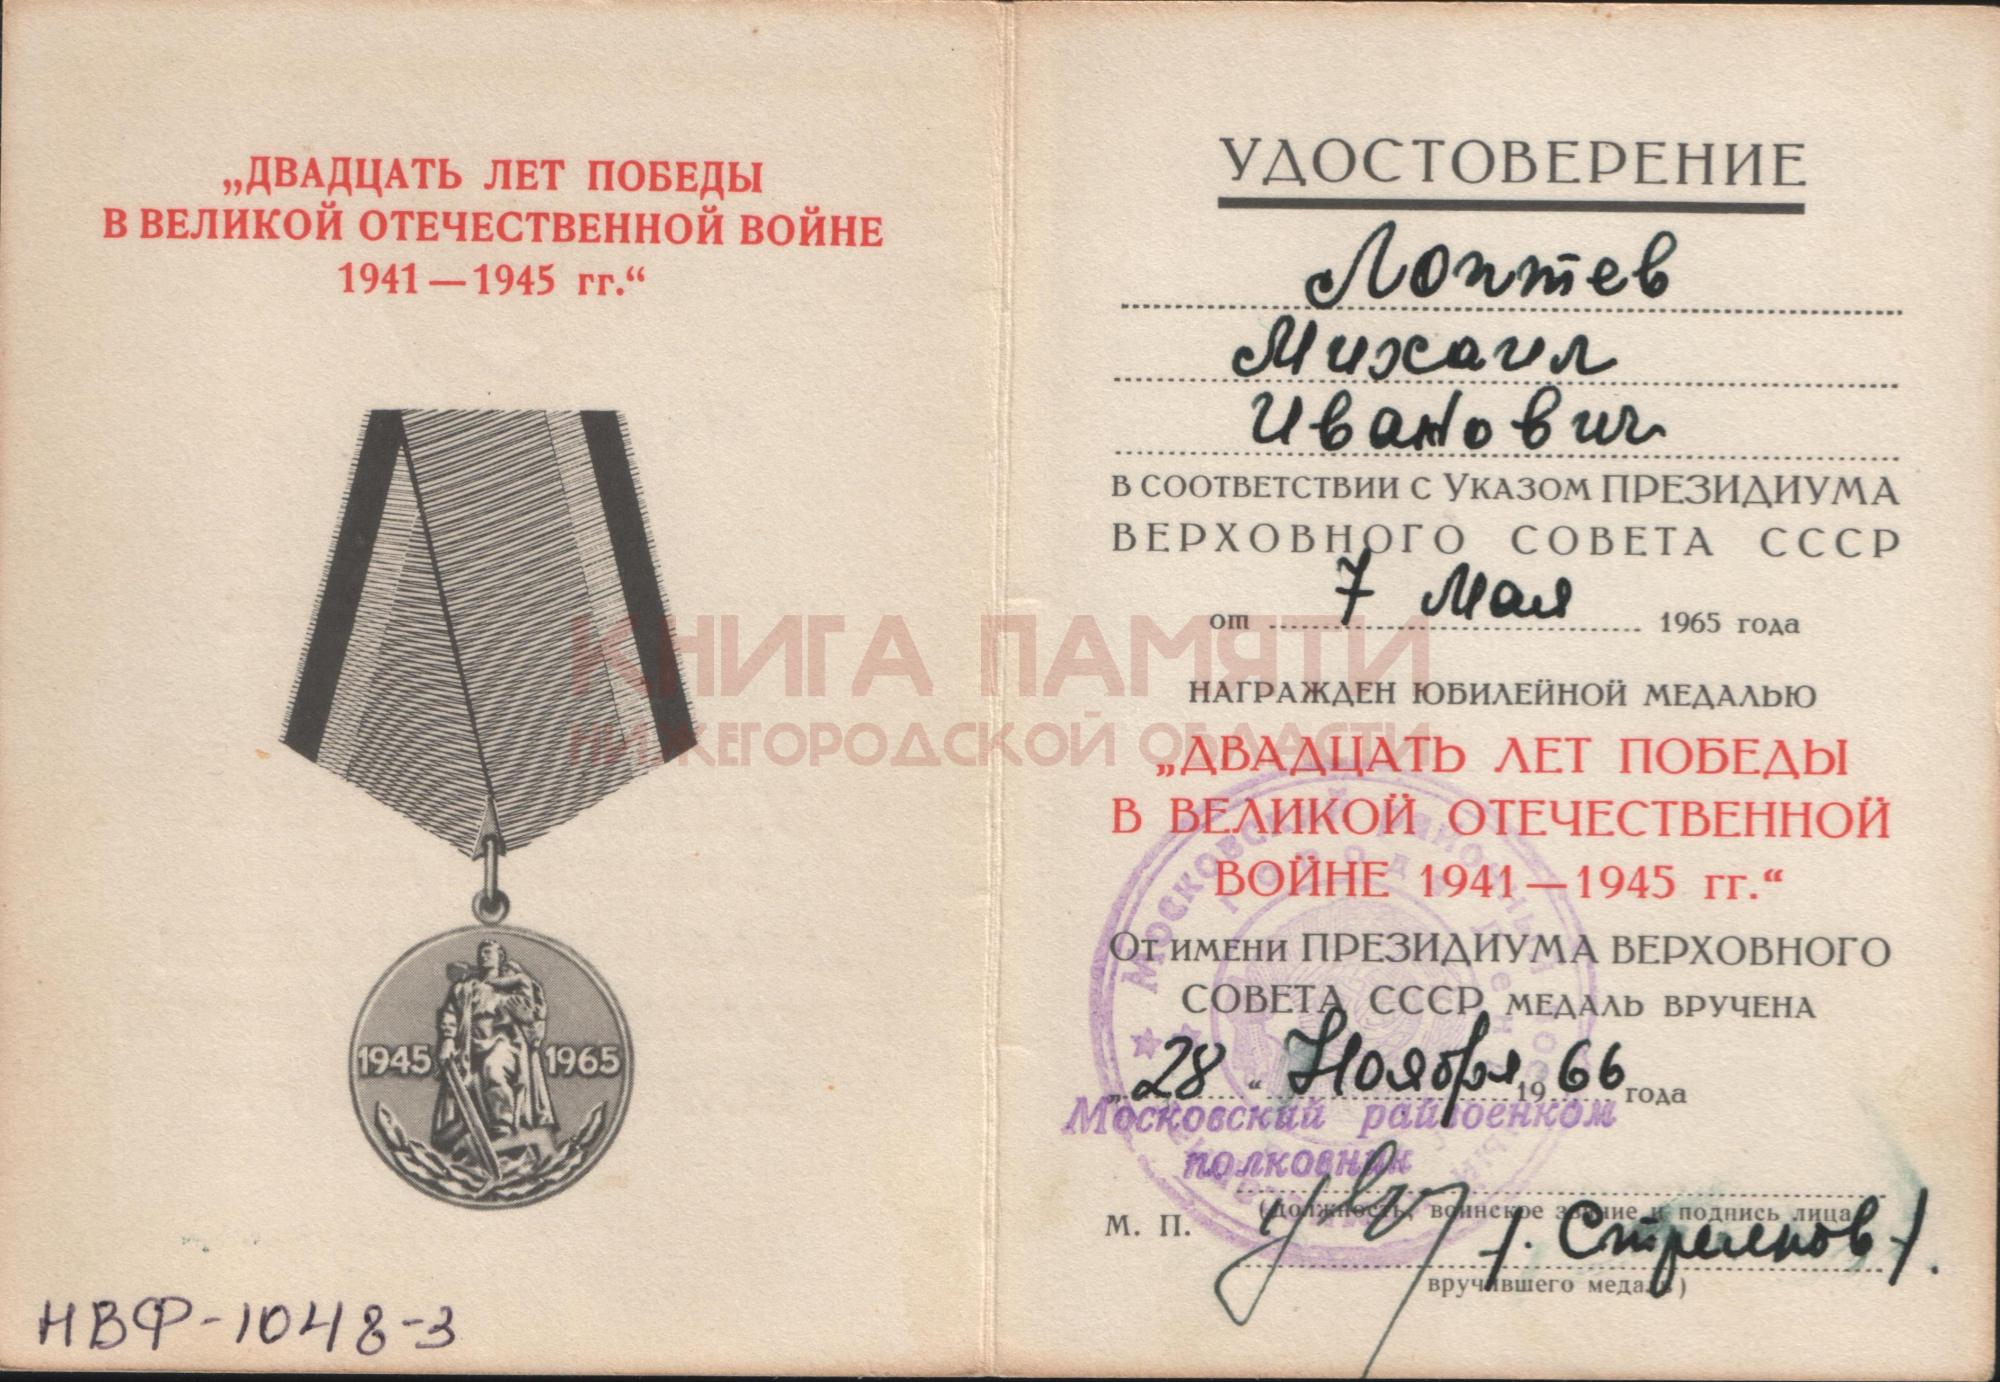 „ДВАДЦАТЬ ЛЕТ ПОБЕДЫ
В ВЕЛИКОЙ ОТЕЧЕСТВЕННОЙ ВОЙНЕ
1941—1945 гг.“
1945 1965
НВФ-1048-3
КНИГА ПАМЯТИ
НИЖЕГОРОДСКОЙ ОБЛАСТИ
УДОСТОВЕРЕНИЕ
Лоптев
Михаил
Иванович
В СООТВЕТСТВИИ С УКАЗОМ ПРЕЗИДИУМА
ВЕРХОВНОГО СОВЕТА СССР
от 7 Мая 1965 года
НАГРАЖДЕН ЮБИЛЕЙНОЙ МЕДАЛЬЮ
„ДВАДЦАТЬ ЛЕТ ПОБЕДЫ
В ВЕЛИКОЙ ОТЕЧЕСТВЕННОЙ
ВОЙНЕ 1941—1945 гг.“
ОТ ИМЕНИ ПРЕЗИДИУМА ВЕРХОВНОГО
СОВЕТА СССР МЕДАЛЬ ВРУЧЕНА
„28“ Ноября 1966 года
Московский райвоенком
полковник
(должность, воинское звание и подпись лица,
М. П.
/. Стреленов /.
вручившего медаль)
Московский